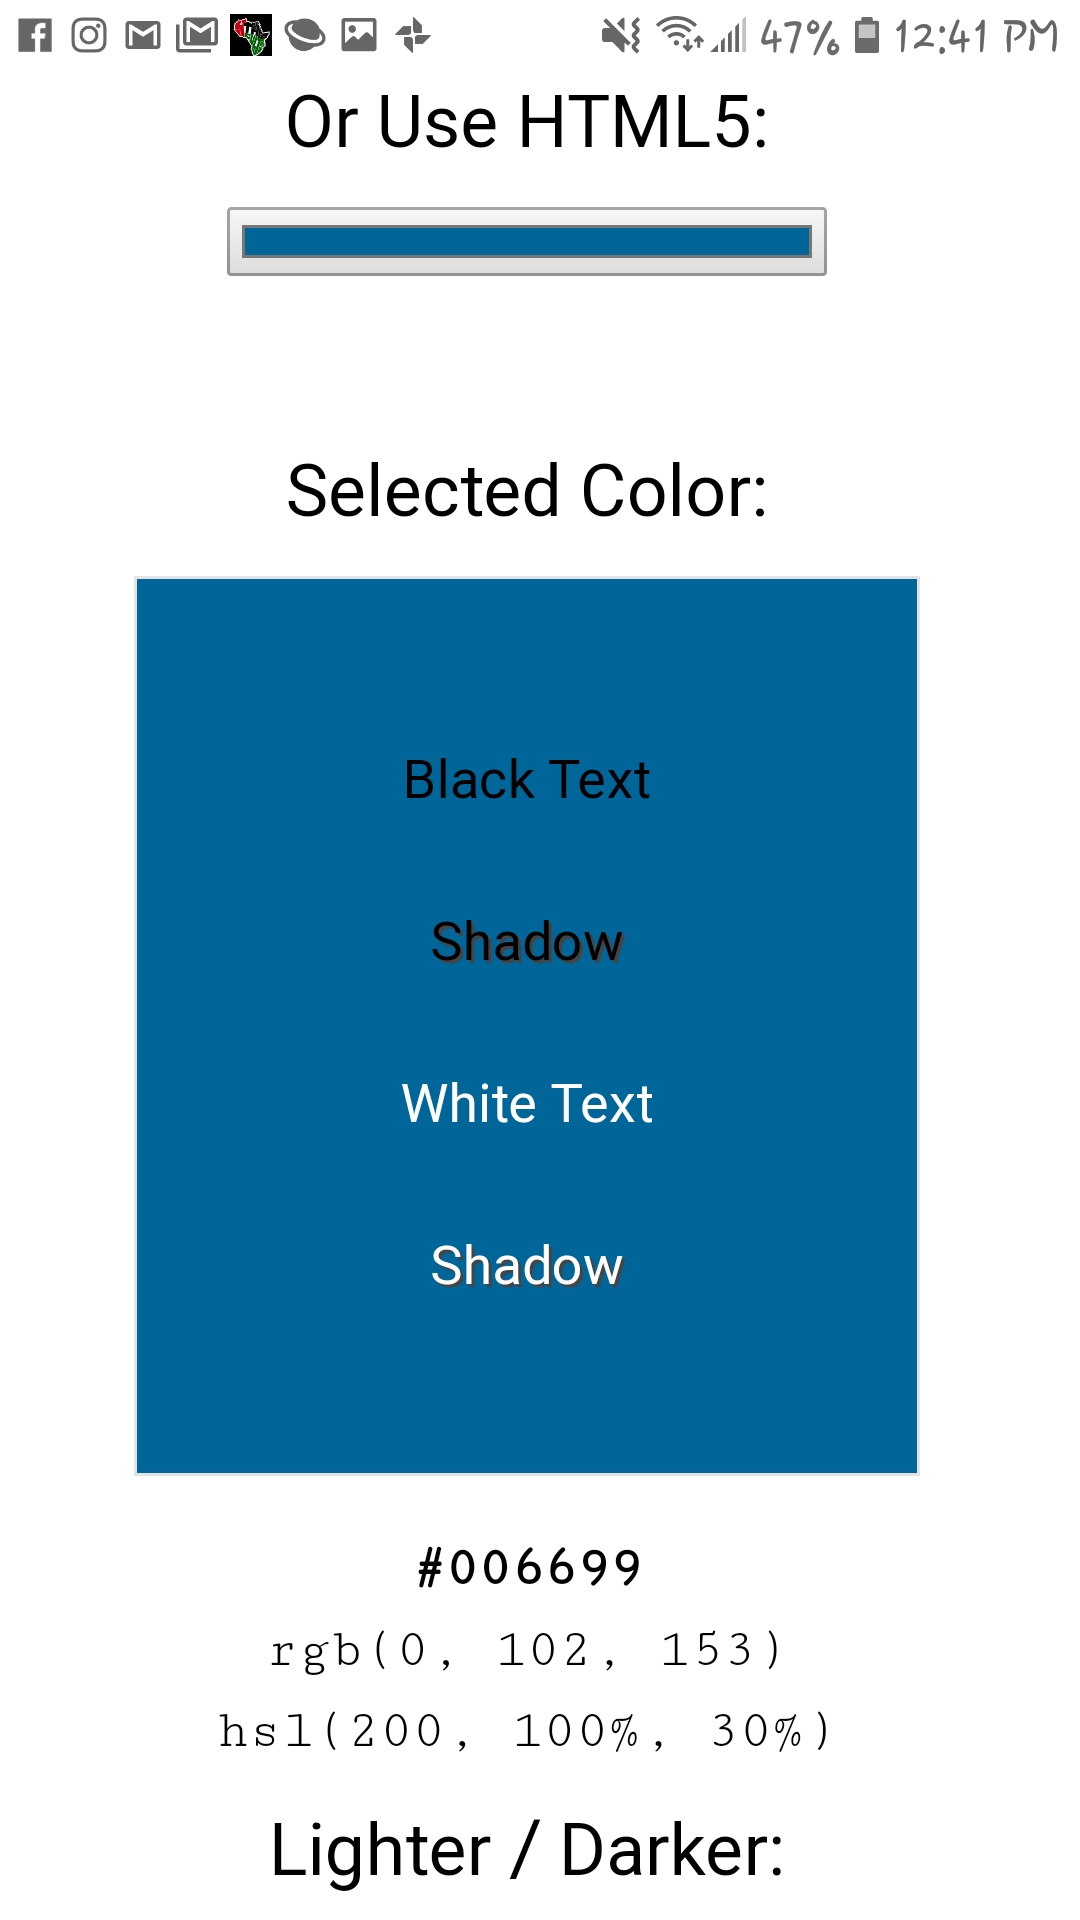 47% 12:41 PM
Or Use HTML5:
Selected Color:
Black Text
Shadow
White Text
Shadow
#006699
rgb(0, 102, 153)
hsl(200, 100%, 30%)
Lighter / Darker: